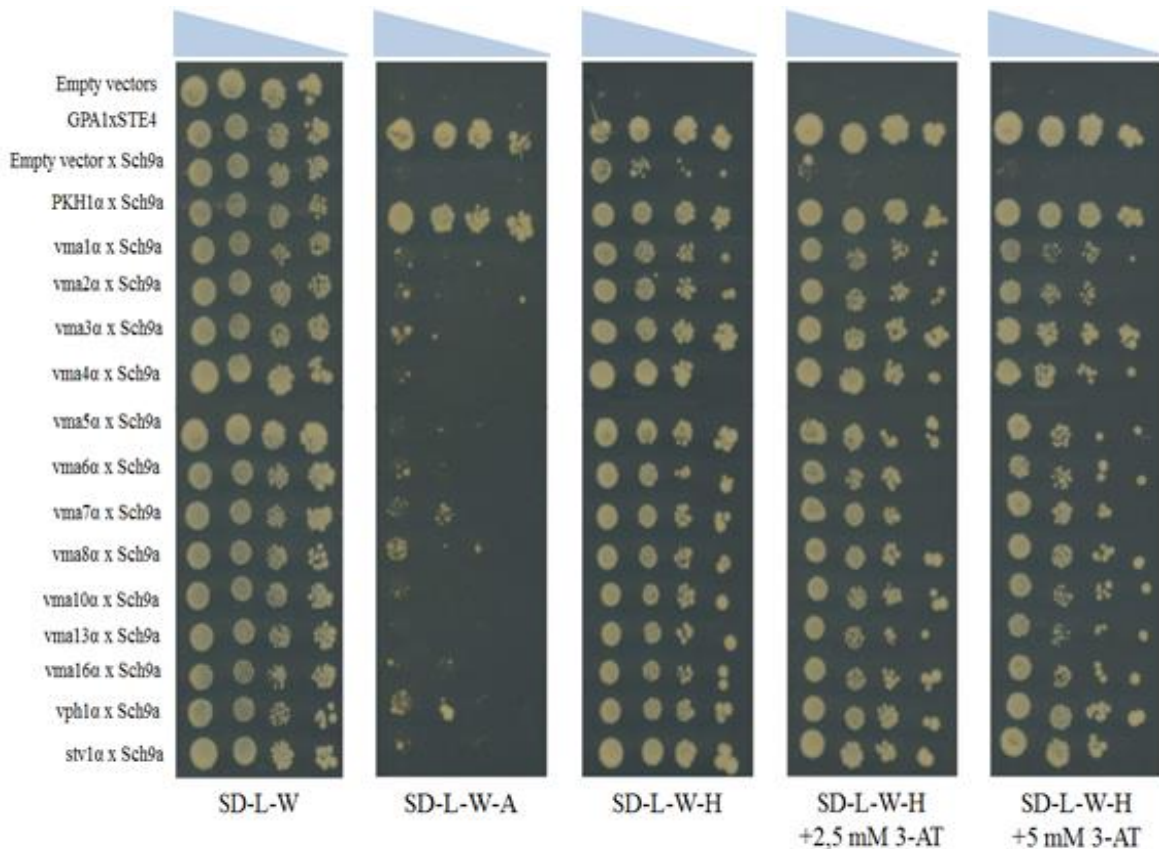 Empty vectors
GPA1xSTE4
Empty vector x Sch9a
PKH1α x Sch9a
vma1α x Sch9a
vma2α x Sch9a
vma3α x Sch9a
vma4α x Sch9a
vma5α x Sch9a
vma6α x Sch9a
vma7α x Sch9a
vma8α x Sch9a
vma10α x Sch9a
vma13α x Sch9a
vma16α x Sch9a
vph1α x Sch9a
stv1α x Sch9a
SD-L-W
SD-L-W-A
SD-L-W-H
SD-L-W-H
+2,5 mM 3-AT
SD-L-W-H
+5 mM 3-AT